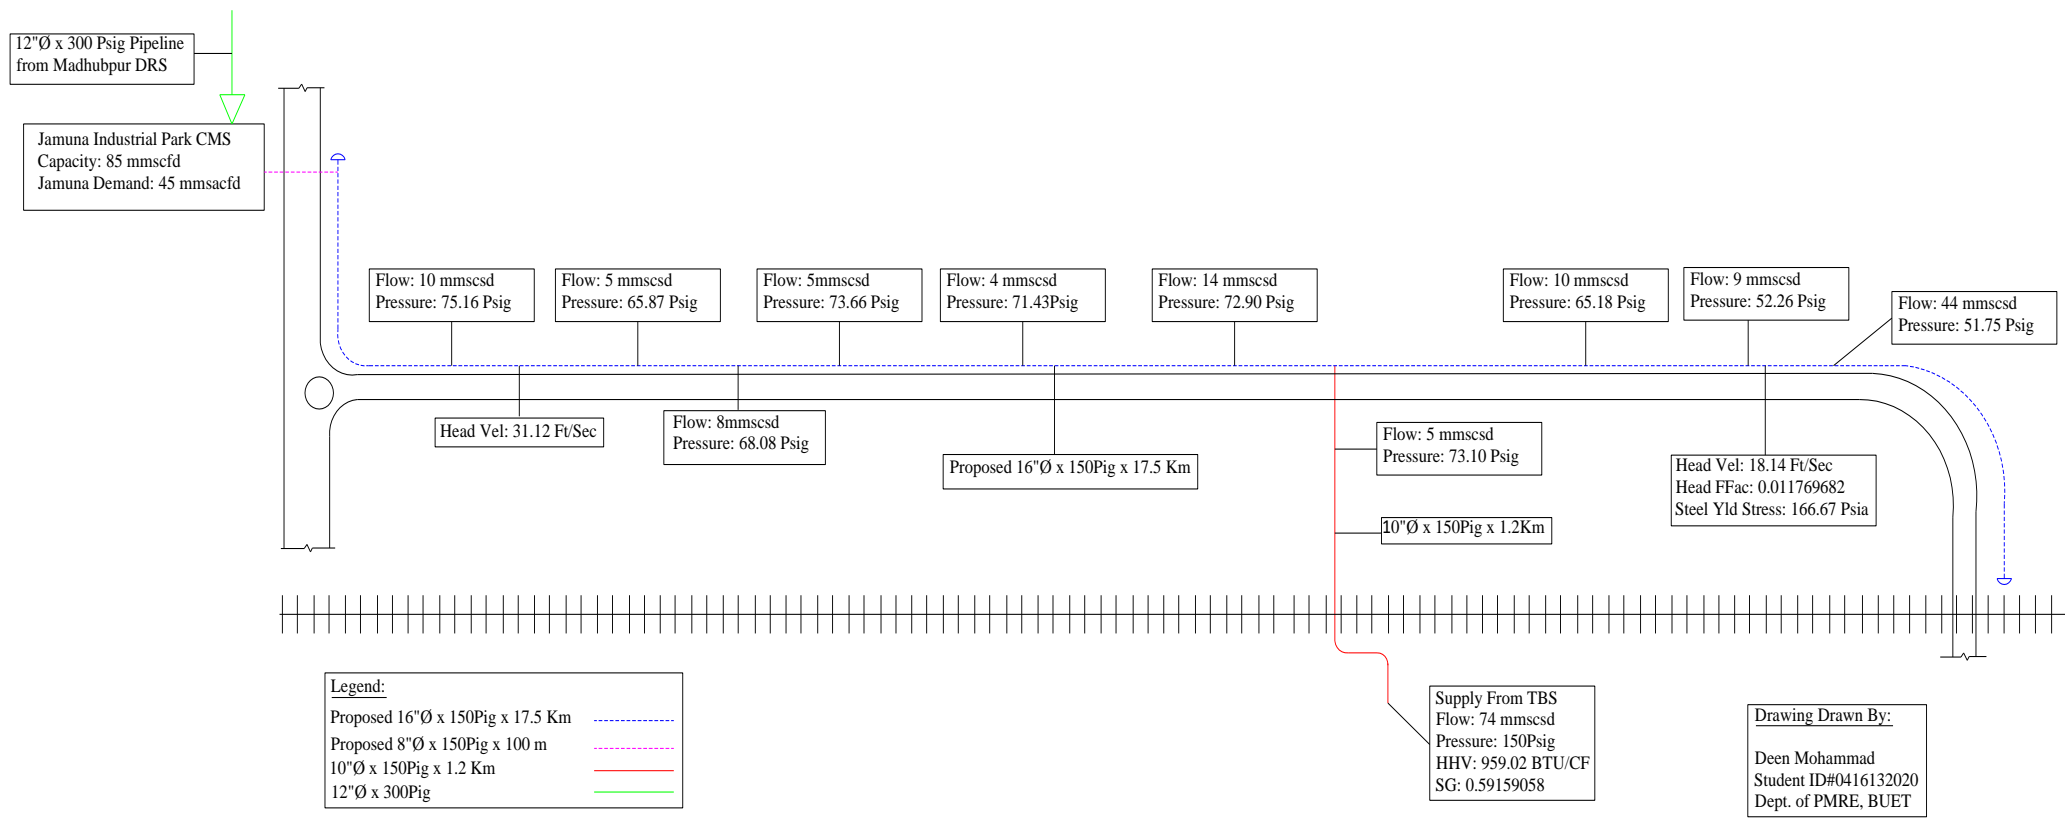 12"Ø x 300 Psig Pipeline
from Madhubpur DRS
Jamuna Industrial Park CMS
Capacity: 85 mmscfd
Jamuna Demand: 45 mmsacfd
Flow: 10 mmscsd
Pressure: 75.16 Psig
Flow: 5 mmscsd
Pressure: 65.87 Psig
Flow: 5mmscsd
Pressure: 73.66 Psig
Flow: 4 mmscsd
Pressure: 71.43Psig
Flow: 14 mmscsd
Pressure: 72.90 Psig
Flow: 10 mmscsd
Pressure: 65.18 Psig
Flow: 9 mmscsd
Pressure: 52.26 Psig
Flow: 44 mmscsd
Pressure: 51.75 Psig
Head Vel: 31.12 Ft/Sec
Flow: 8mmscsd
Pressure: 68.08 Psig
Proposed 16"Ø x 150Pig x 17.5 Km
Flow: 5 mmscsd
Pressure: 73.10 Psig
Head Vel: 18.14 Ft/Sec
Head FFac: 0.011769682
Steel Yld Stress: 166.67 Psia
10"Ø x 150Pig x 1.2Km
Legend:
Proposed 16"Ø x 150Pig x 17.5 Km
Proposed 8"Ø x 150Pig x 100 m
10"Ø x 150Pig x 1.2 Km
12"Ø x 300Pig
Supply From TBS
Flow: 74 mmscsd
Pressure: 150Psig
HHV: 959.02 BTU/CF
SG: 0.59159058
Drawing Drawn By:
Deen Mohammad
Student ID#0416132020
Dept. of PMRE, BUET